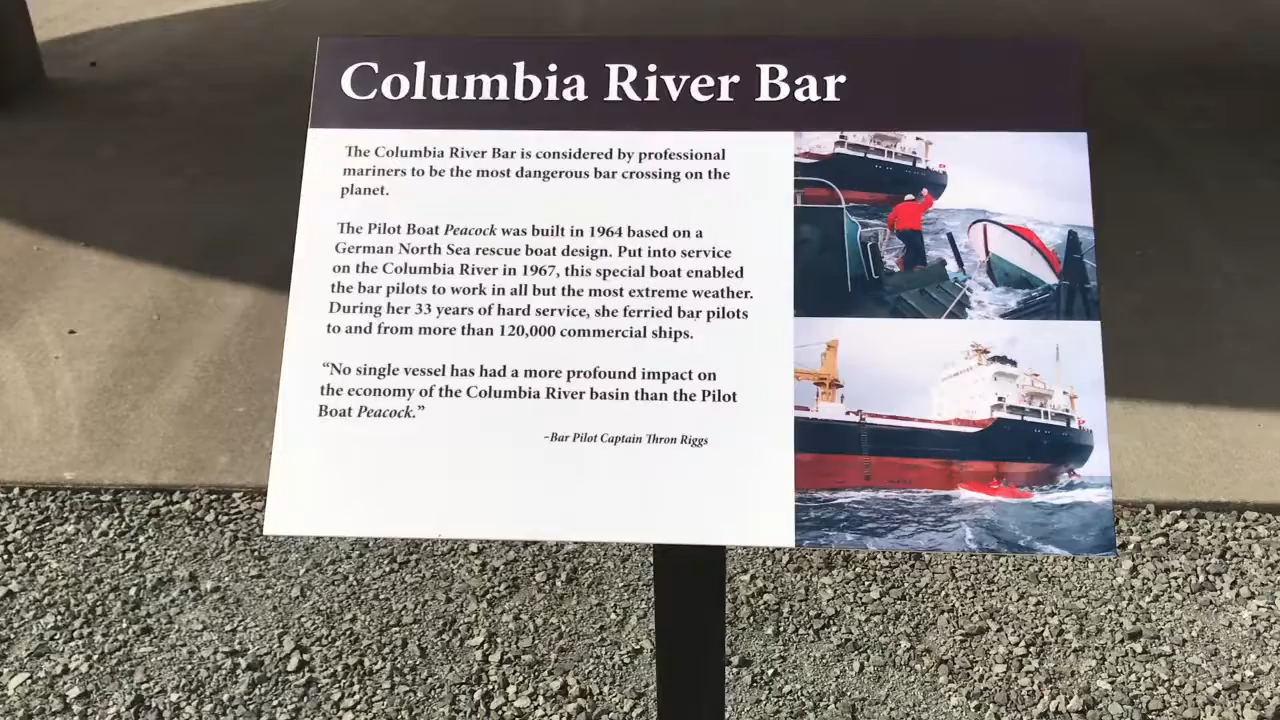 Columbia River Bar
The Columbia River Bar is considered by professional
mariners to be the most dangerous bar crossing on the
planet.
The Pilot Boat Peacock was built in 1964 based on a
German North Sea rescue boat design. Put into service
on the Columbia River in 1967, this special boat enabled
the bar pilots to work in all but the most extreme weather.
During her 33 years of hard service, she ferried bar pilots
to and from more than 120,000 commercial ships.
“No single vessel has had a more profound impact on
the economy of the Columbia River basin than the Pilot
Boat Peacock.”
–Bar Pilot Captain Thron Riggs